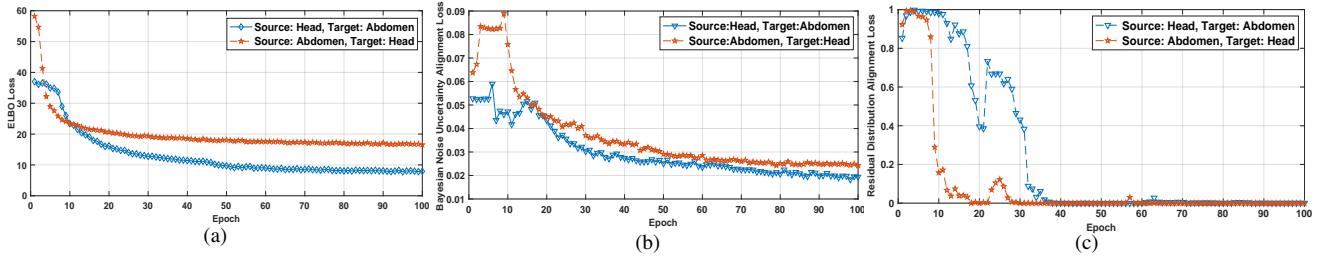 ELBO Loss
60
50
40
30
20
10
0
Source: Head, Target: Abdomen
Source: Abdomen, Target: Head
0 10 20 30 40 50 60 70 80 90 100
Epoch
(a)
Bayesian Noise Uncertainty Alignment Loss
0.09
0.08
0.07
0.06
0.05
0.04
0.03
0.02
0.01
Source:Head, Target:Abdomen
Source:Abdomen, Target:Head
0 10 20 30 40 50 60 70 80 90 100
Epoch
(b)
Residual Distribution Alignment Loss
1
0.8
0.6
0.4
0.2
0
Source: Head, Target: Abdomen
Source: Abdomen, Target: Head
0 10 20 30 40 50 60 70 80 90 100
Epoch
(c)